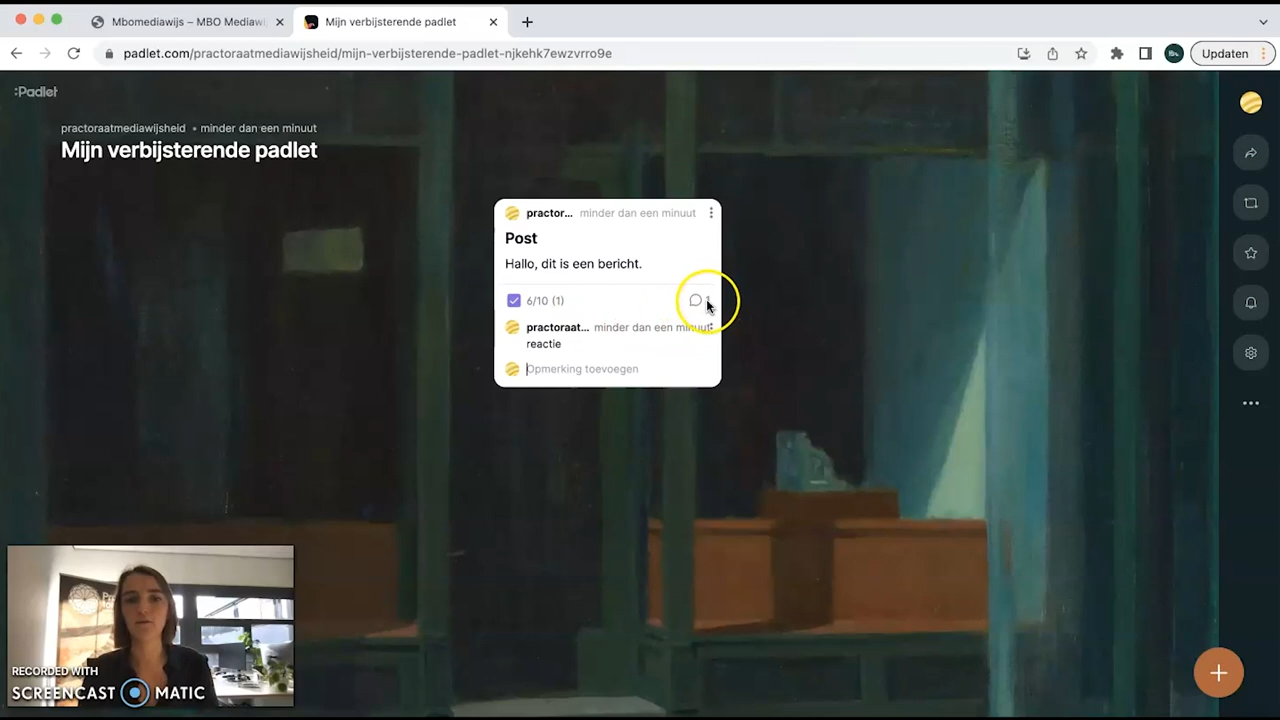 Mbomediawijs – MBO Mediawi
Mijn verbijsterende padlet
padlet.com/practoraatmediawijsheid/mijn-verbijsterende-padlet-njkehk7ewzvrro9e
Updaten
:Padlet
practoraatmediawijsheid • minder dan een minuut
Mijn verbijsterende padlet
practor... minder dan een minuut
Post
Hallo, dit is een bericht.
6/10 (1)
practoraat... minder dan een minuut
reactie
Opmerking toevoegen
RECORDED WITH
SCREENCAST MATIC